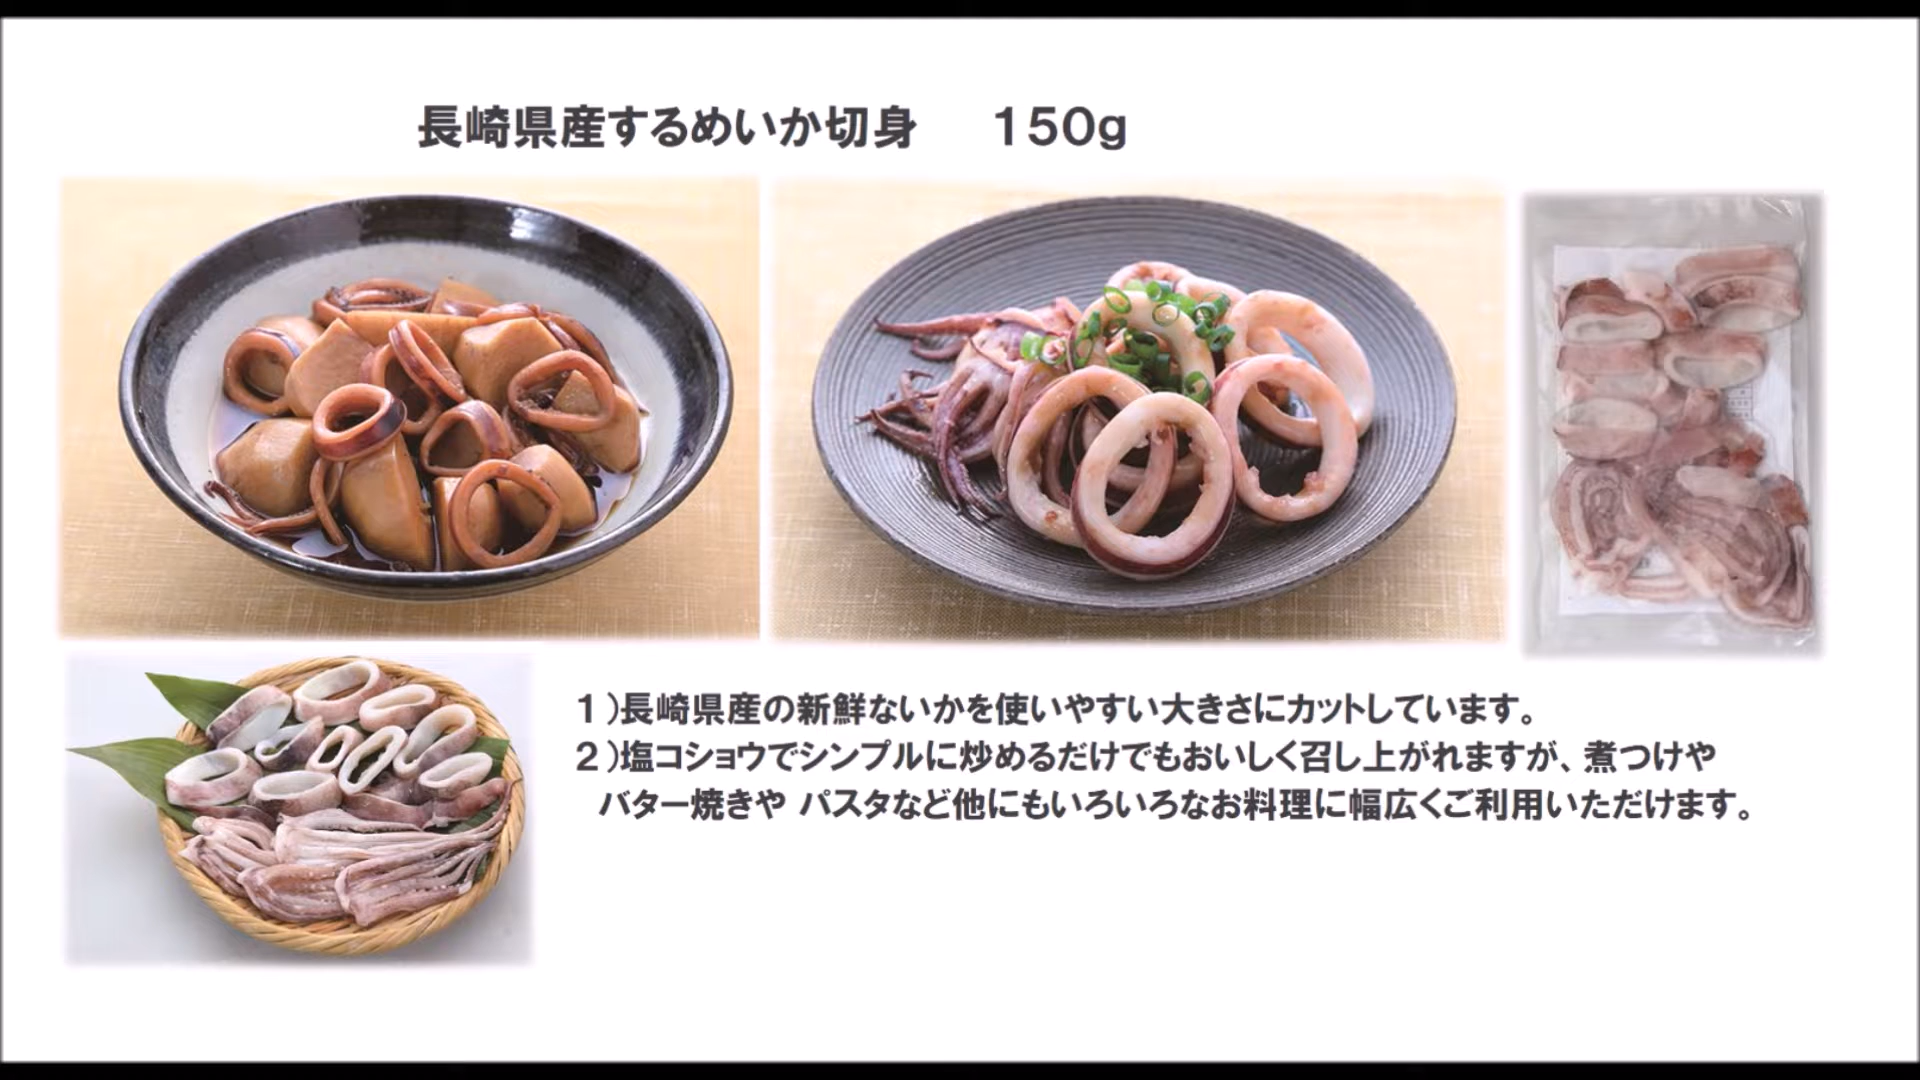 長崎県産するめいか切身　　１５０g
１）長崎県産の新鮮ないかを使いやすい大きさにカットしています。
２）塩コショウでシンプルに炒めるだけでもおいしく召し上がれますが、煮つけや
バター焼きや パスタなど他にもいろいろなお料理に幅広くご利用いただけます。